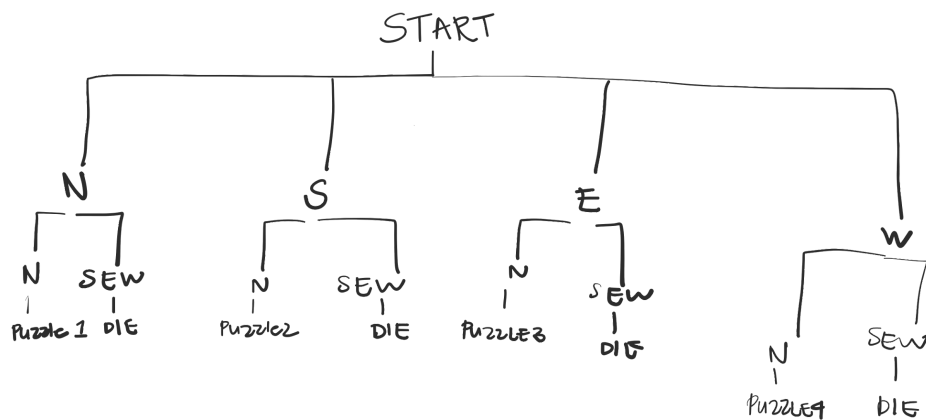 START
N
S
E
W
N SEW
N SEW
N SEW
N SEW
Puzzle 1 DIE
Puzzle2 DIE
PUZZLE3 DIE
PUZZLE4 DIE